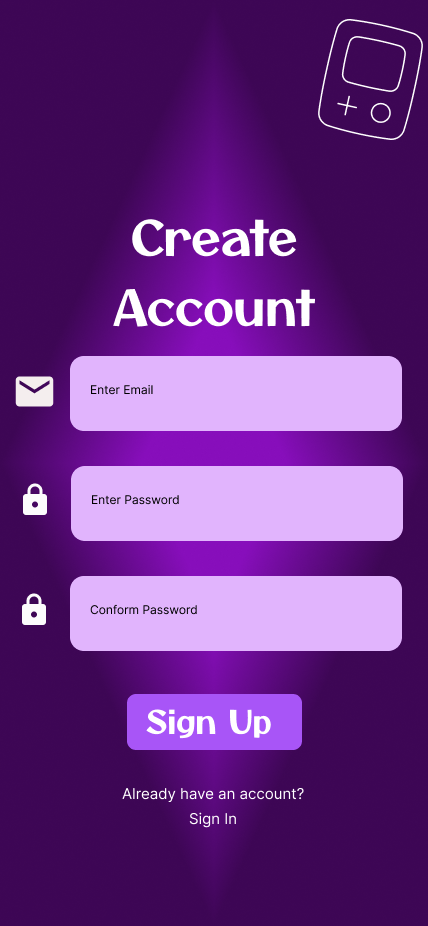 Create
Account
Enter Email
Enter Password
Conform Password
Sign Up
Already have an account?
Sign In